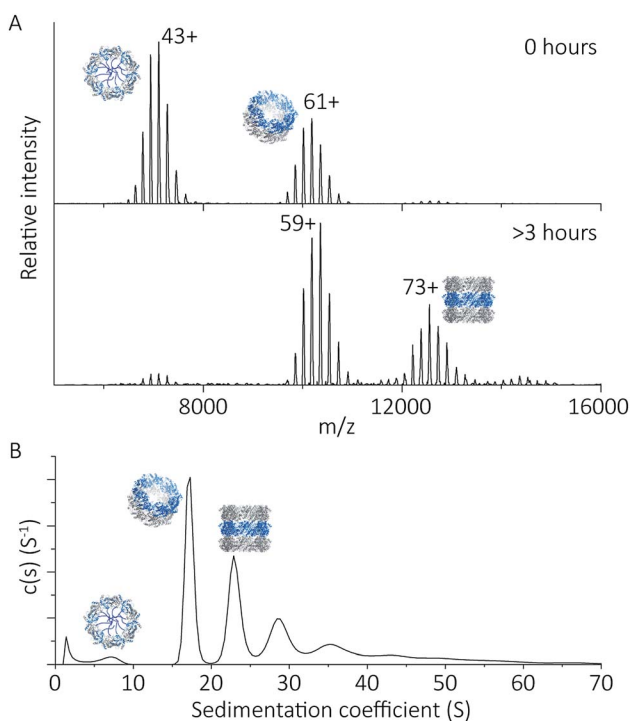 A
43+
0 hours
61+
Relative intensity
59+
>3 hours
73+
8000 12000 16000
m/z
B
c(s) (S⁻¹)
0 10 20 30 40 50 60 70
Sedimentation coefficient (S)